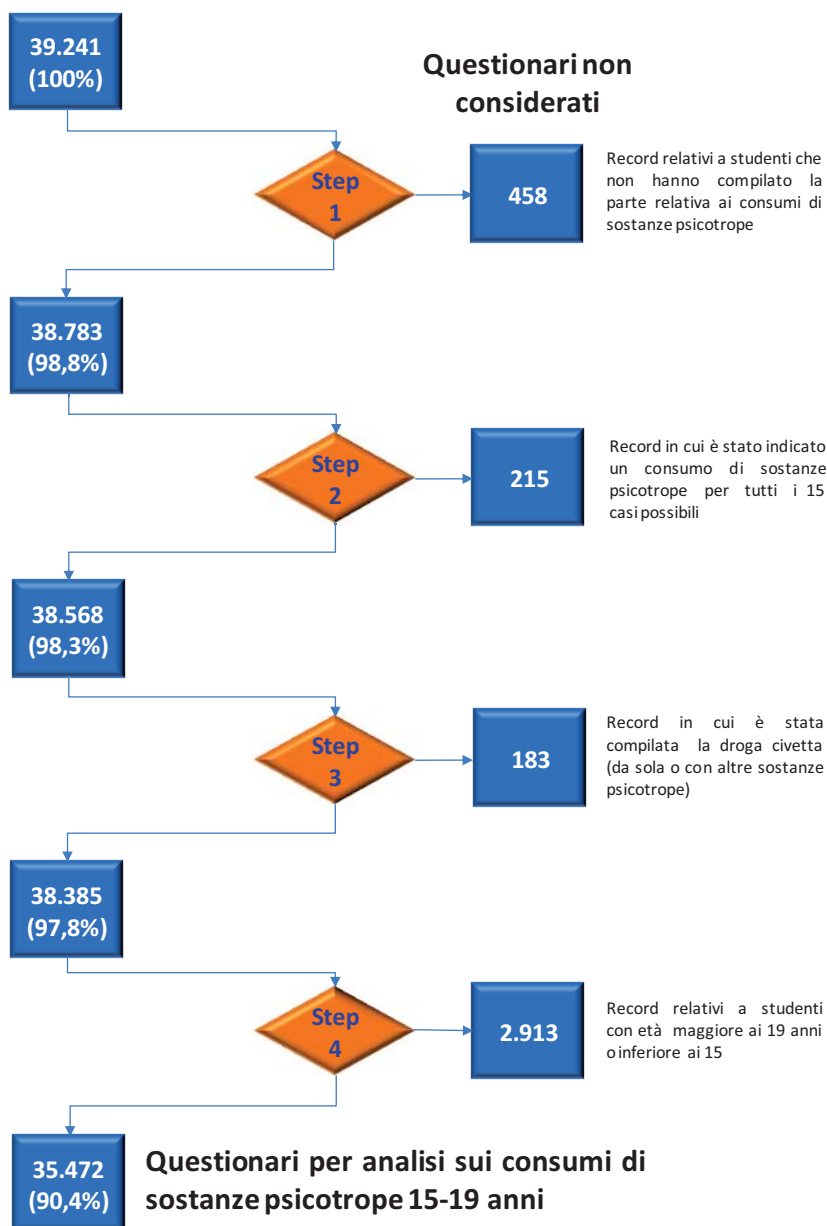 39.241
(100%)
Questionari non
considerati
Step
1
458
Record relativi a studenti che
non hanno compilato la
parte relativa ai consumi di
sostanze psicotrope
38.783
(98,8%)
Step
2
215
Record in cui è stato indicato
un consumo di sostanze
psicotrope per tutti i 15
casi possibili
38.568
(98,3%)
Step
3
183
Record in cui è stata
compilata la droga civetta
(da sola o con altre sostanze
psicotrope)
38.385
(97,8%)
Step
4
2.913
Record relativi a studenti
con età maggiore ai 19 anni
o inferiore ai 15
35.472
(90,4%)
Questionari per analisi sui consumi di
sostanze psicotrope 15-19 anni